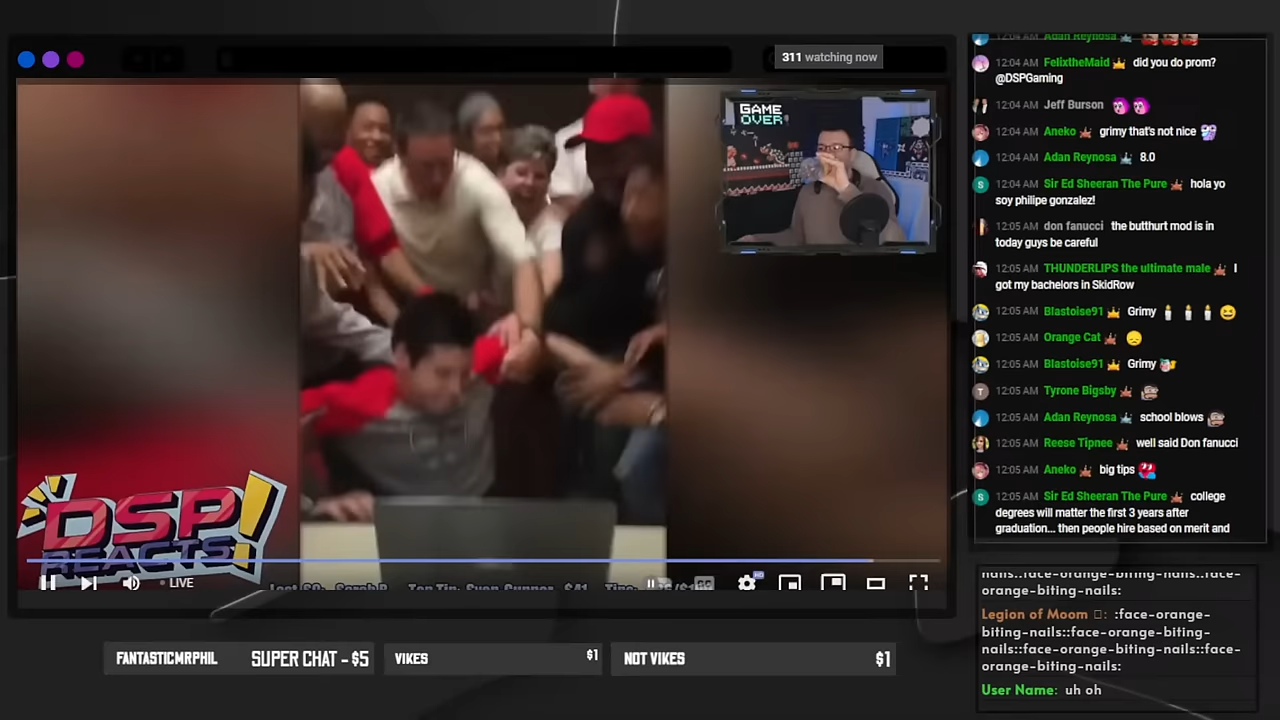 311 watching now
GAME
OVER
DSP!
REACTS
LIVE
FANTASTICMRPHIL SUPER CHAT - $5
VIKES $1
NOT VIKES $1
12:04 AM Adan Reynosa
12:04 AM FelixtheMaid did you do prom?
@DSPGaming
12:04 AM Jeff Burson
12:04 AM Aneko grimy that's not nice
12:04 AM Adan Reynosa 8.0
12:04 AM Sir Ed Sheeran The Pure hola yo
soy philipe gonzalez!
12:05 AM don fanucci the butthurt mod is in
today guys be careful
12:05 AM THUNDERLIPS the ultimate male I
got my bachelors in SkidRow
12:05 AM Blastoise91 Grimy
12:05 AM Orange Cat
12:05 AM Blastoise91 Grimy
12:05 AM Tyrone Bigsby
12:05 AM Adan Reynosa school blows
12:05 AM Reese Tipnee well said Don fanucci
12:05 AM Aneko big tips
12:05 AM Sir Ed Sheeran The Pure college
degrees will matter the first 3 years after
graduation... then people hire based on merit and
nails::face-orange-biting-nails::face-
orange-biting-nails:
Legion of Moom : :face-orange-
biting-nails::face-orange-biting-
nails::face-orange-biting-nails::face-
orange-biting-nails:
User Name: uh oh